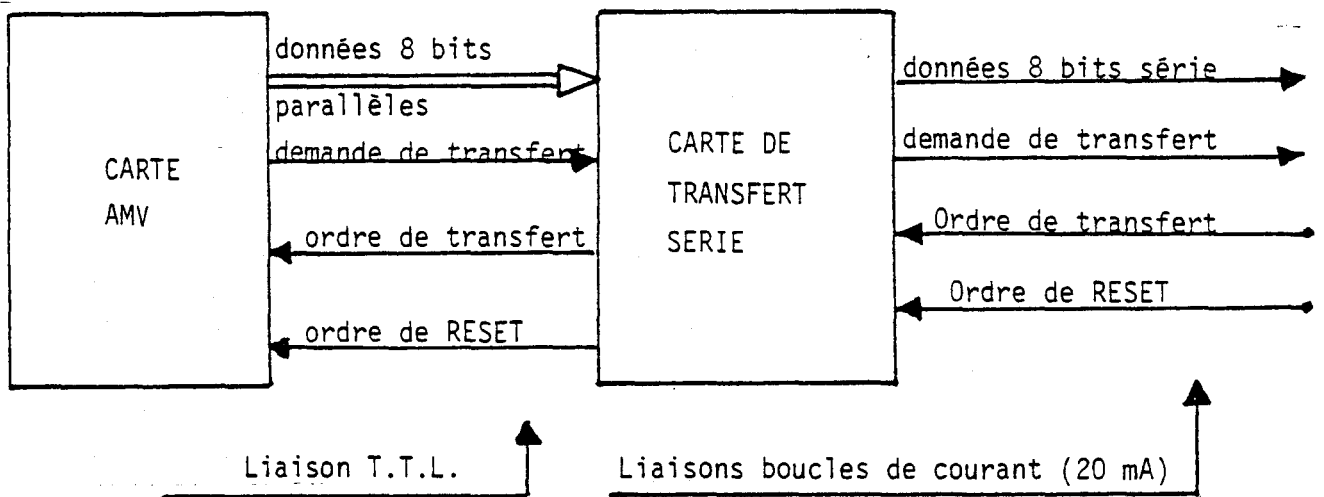 données 8 bits
parallèles
demande de transfert
ordre de transfert
ordre de RESET
CARTE
AMV
CARTE DE
TRANSFERT
SERIE
données 8 bits série
demande de transfert
Ordre de transfert
Ordre de RESET
Liaison T.T.L.
Liaisons boucles de courant (20 mA)